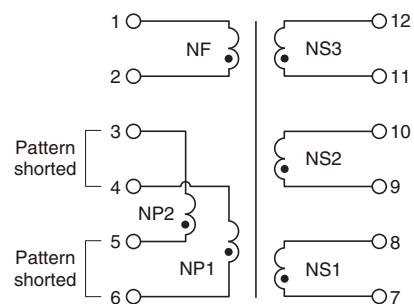 1
12
NF
NS3
2
11
3
10
Pattern
shorted
NS2
4
9
NP2
5
8
Pattern
shorted
NP1
NS1
6
7